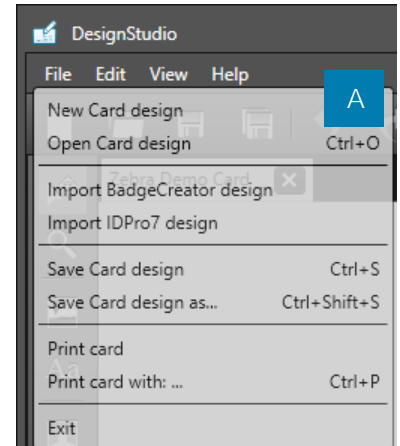 DesignStudio
File Edit View Help
A
New Card design
Open Card design Ctrl+O
Zebra Demo Card
Import BadgeCreator design
Import IDPro7 design
Save Card design Ctrl+S
Save Card design as... Ctrl+Shift+S
Print card
Aa
Print card with: ... Ctrl+P
Exit